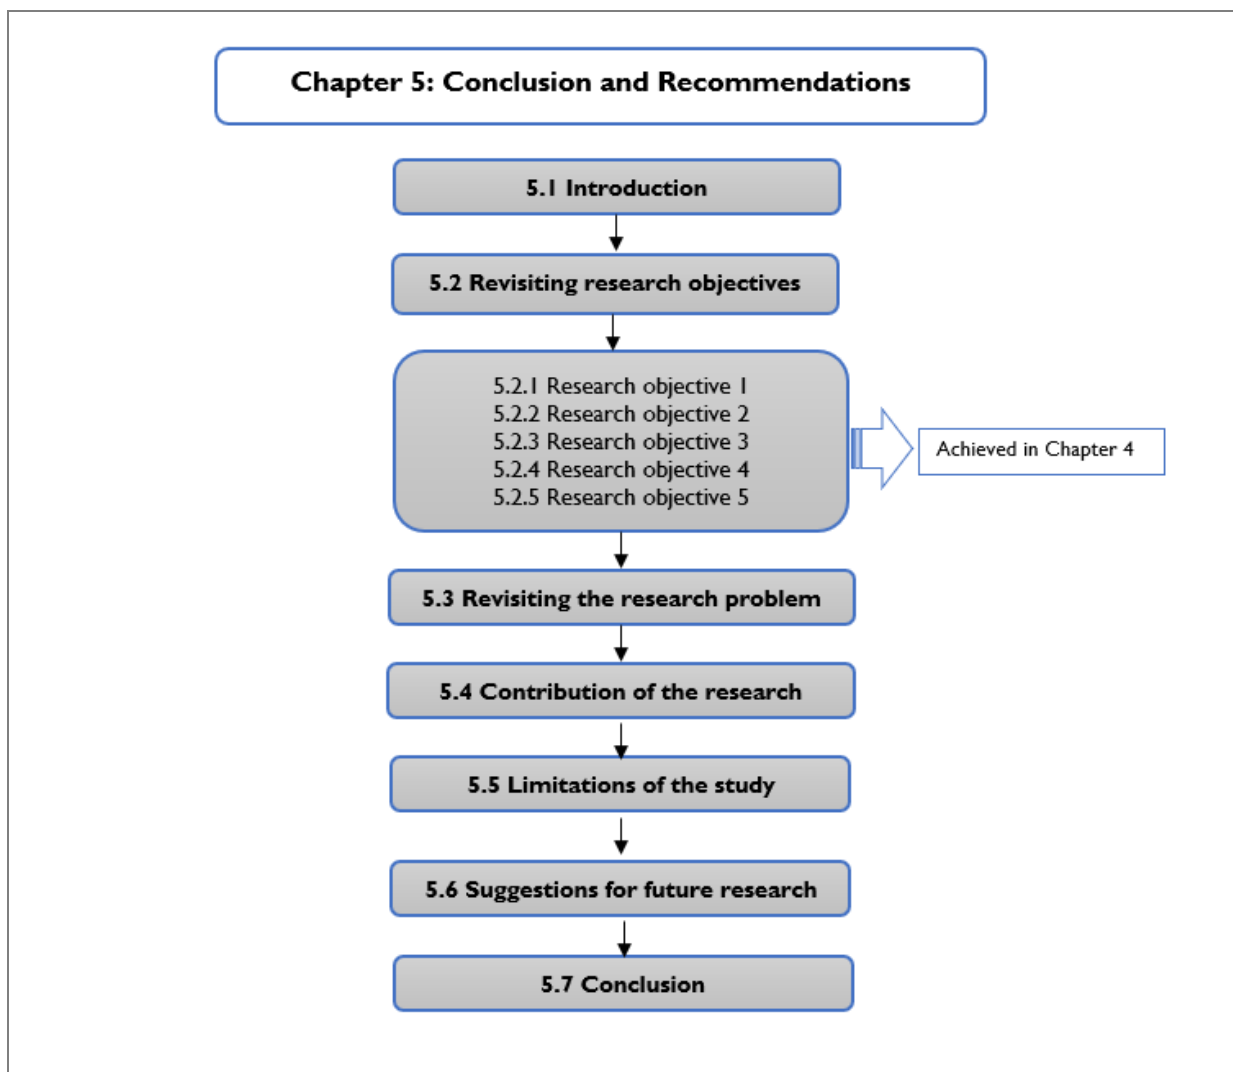 Chapter 5: Conclusion and Recommendations
5.1 Introduction
5.2 Revisiting research objectives
5.2.1 Research objective 1
5.2.2 Research objective 2
5.2.3 Research objective 3
5.2.4 Research objective 4
5.2.5 Research objective 5
Achieved in Chapter 4
5.3 Revisiting the research problem
5.4 Contribution of the research
5.5 Limitations of the study
5.6 Suggestions for future research
5.7 Conclusion